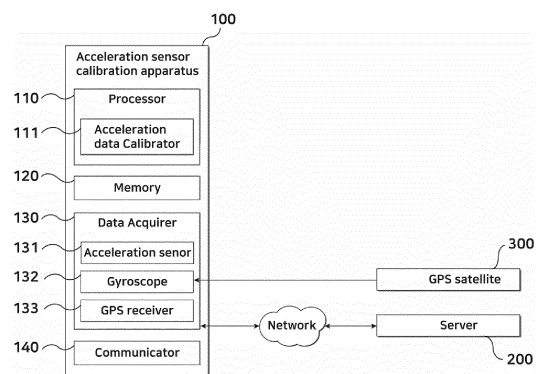 100
Acceleration sensor
calibration apparatus
110
Processor
111
Acceleration
data Calibrator
120
Memory
130
Data Acquirer
131
Acceleration senor
132
Gyroscope
300
GPS satellite
133
GPS receiver
Network
Server
200
140
Communicator